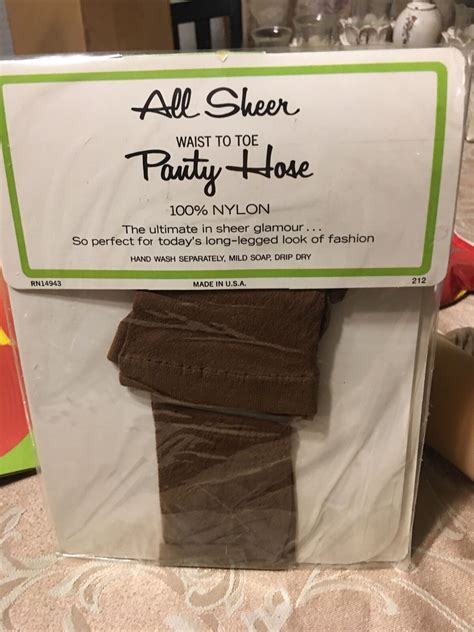 All Sheer
WAIST TO TOE
Panty Hose
100% NYLON
The ultimate in sheer glamour...
So perfect for today's long-legged look of fashion
HAND WASH SEPARATELY, MILD SOAP, DRIP DRY
RN14943 MADE IN U.S.A. 212